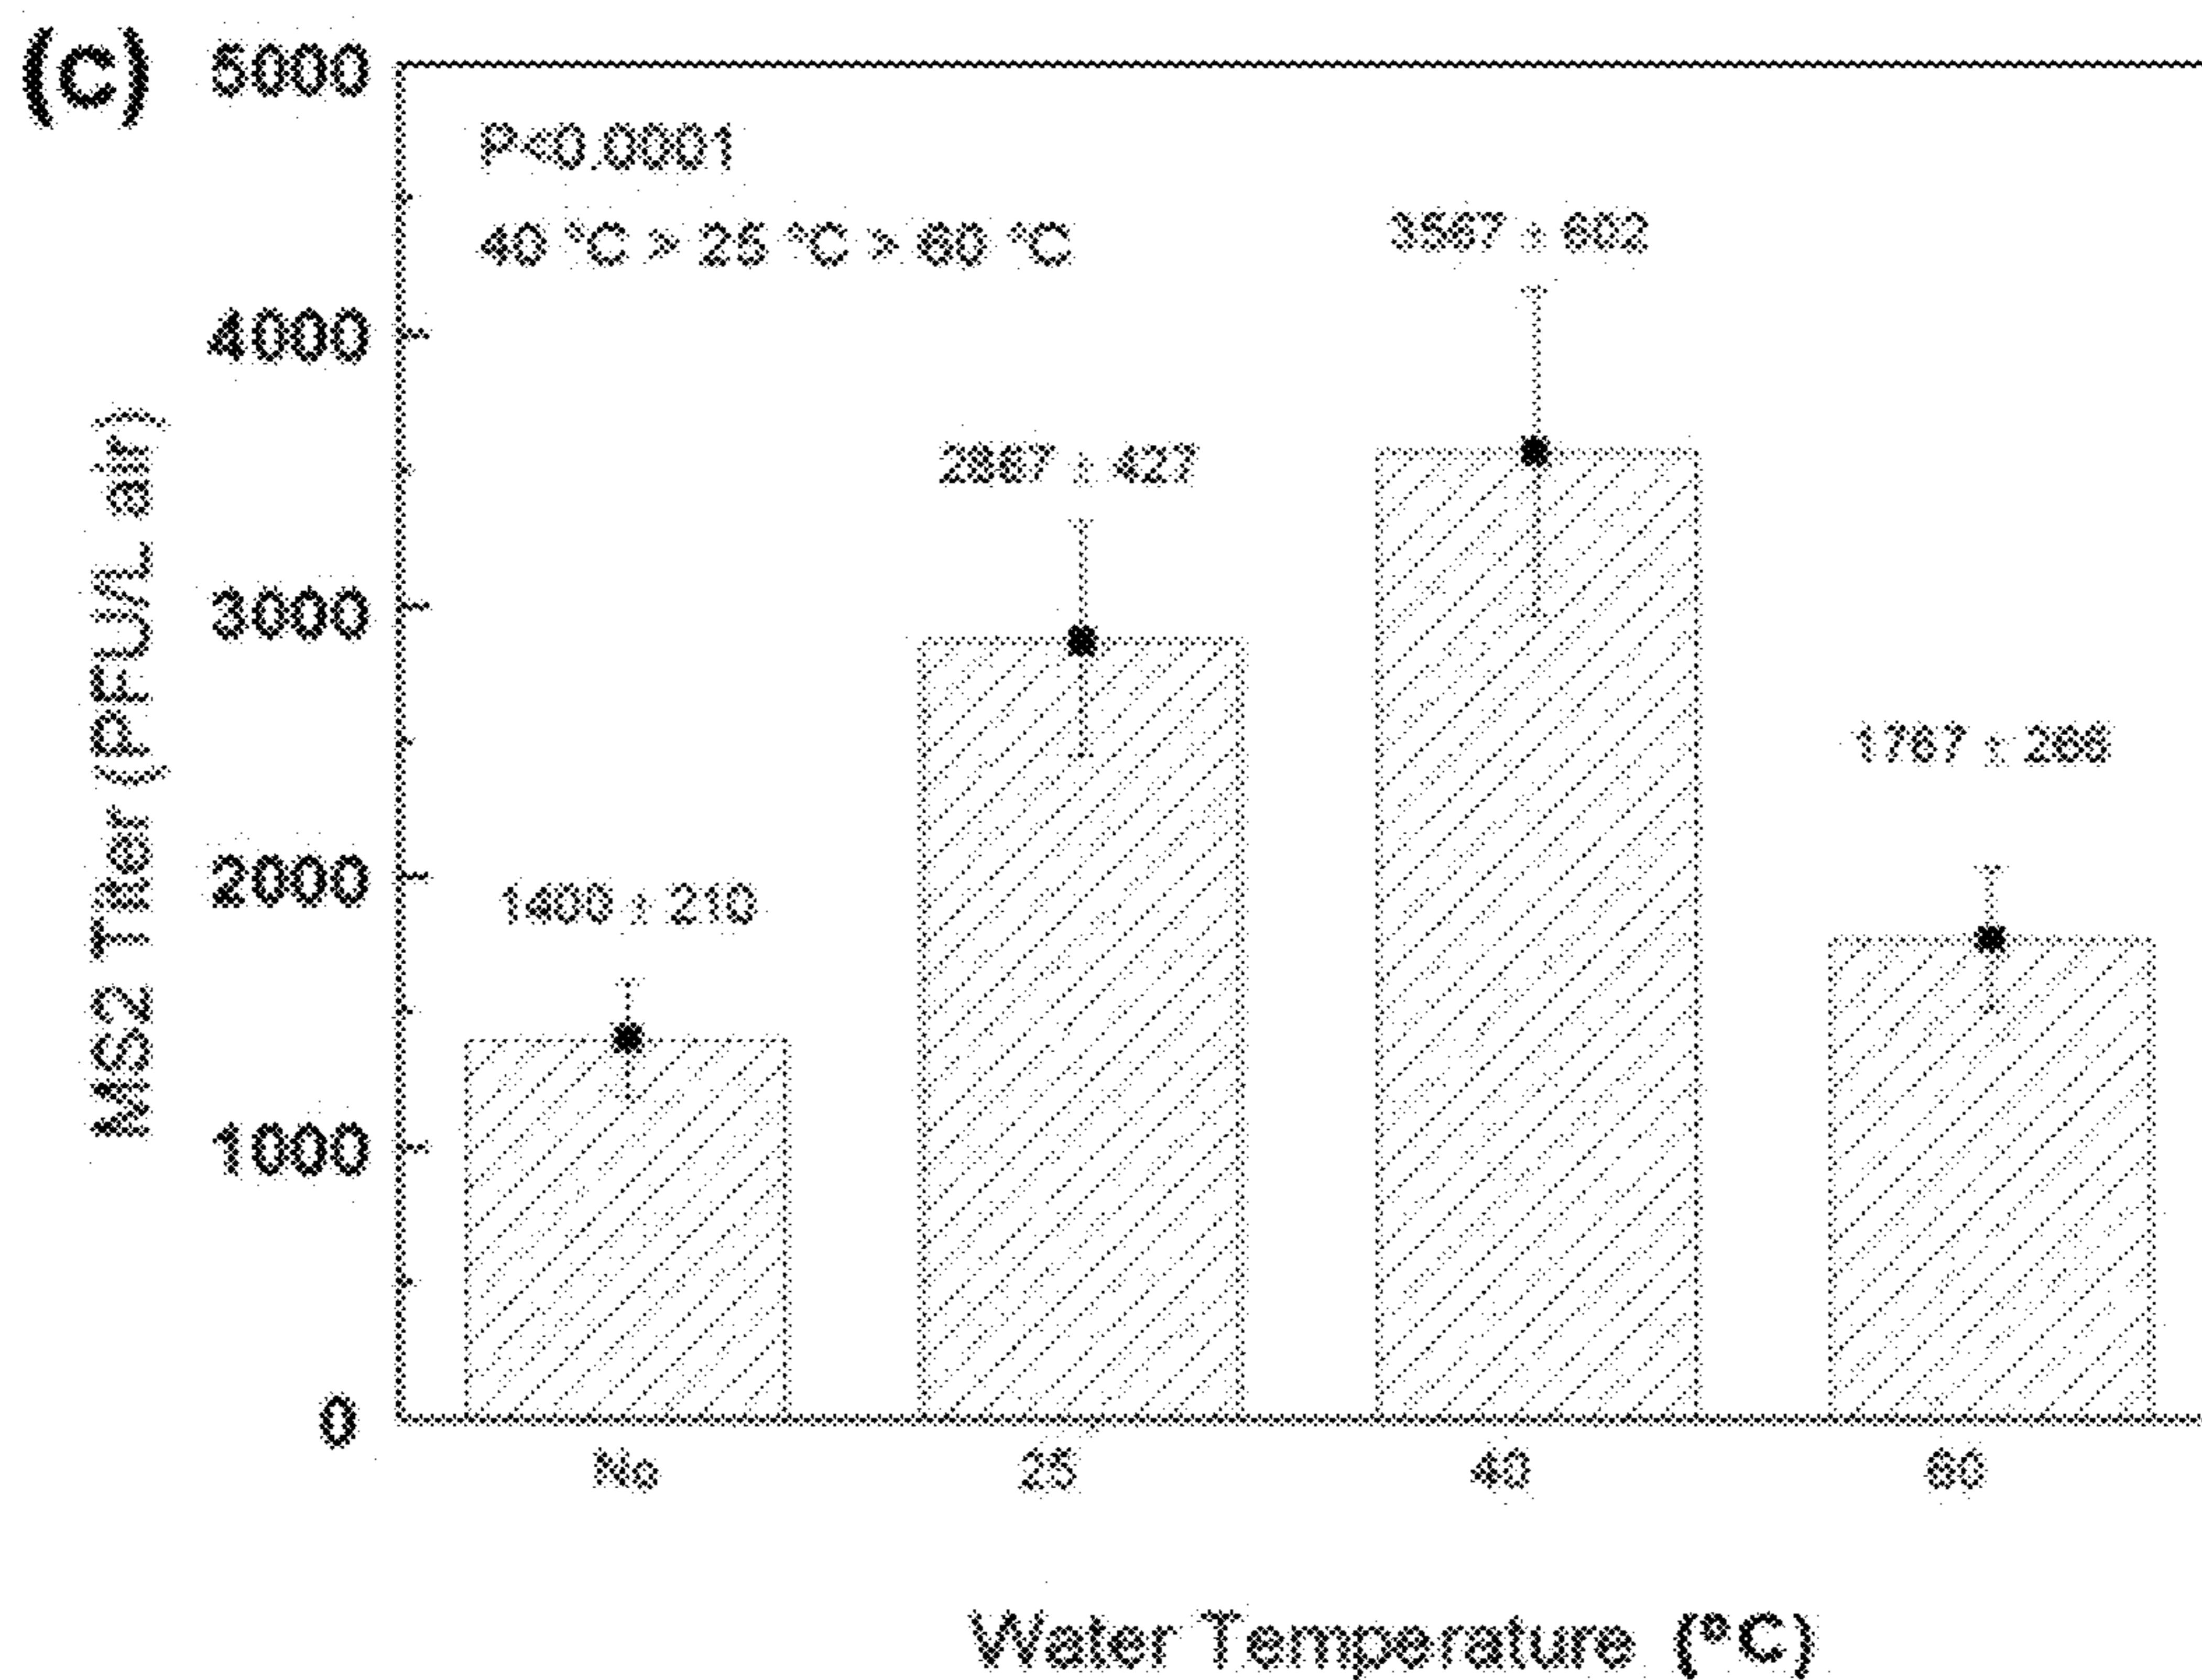 (c)
5000
4000
3000
2000
1000
0
MS2 Titer (PFU/L air)
P<0.0001
40 °C > 25 °C > 60 °C
1400 ± 210
2867 ± 427
3567 ± 602
1767 ± 266
No 25 40 60
Water Temperature (°C)